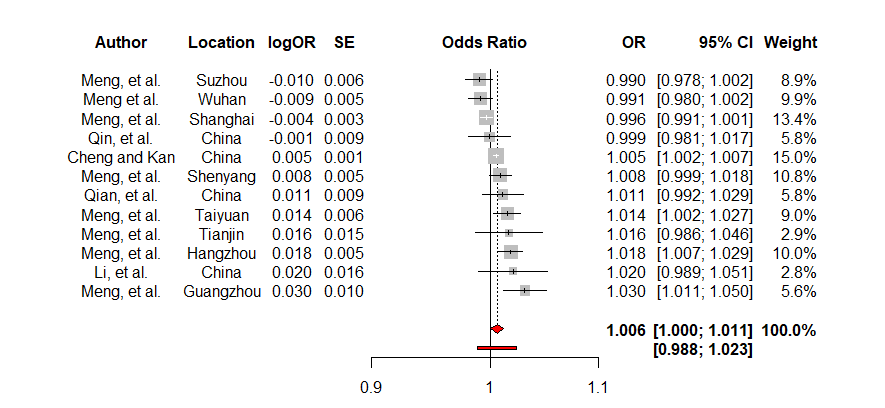 Author Location logOR SE Odds Ratio OR 95% CI Weight
Meng, et al. Suzhou -0.010 0.006 0.990 [0.978; 1.002] 8.9%
Meng et al. Wuhan -0.009 0.005 0.991 [0.980; 1.002] 9.9%
Meng, et al. Shanghai -0.004 0.003 0.996 [0.991; 1.001] 13.4%
Qin, et al. China -0.001 0.009 0.999 [0.981; 1.017] 5.8%
Cheng and Kan China 0.005 0.001 1.005 [1.002; 1.007] 15.0%
Meng, et al. Shenyang 0.008 0.005 1.008 [0.999; 1.018] 10.8%
Qian, et al. China 0.011 0.009 1.011 [0.992; 1.029] 5.8%
Meng, et al. Taiyuan 0.014 0.006 1.014 [1.002; 1.027] 9.0%
Meng, et al. Tianjin 0.016 0.015 1.016 [0.986; 1.046] 2.9%
Meng, et al. Hangzhou 0.018 0.005 1.018 [1.007; 1.029] 10.0%
Li, et al. China 0.020 0.016 1.020 [0.989; 1.051] 2.8%
Meng, et al. Guangzhou 0.030 0.010 1.030 [1.011; 1.050] 5.6%
1.006 [1.000; 1.011] 100.0%
[0.988; 1.023]
0.9 1 1.1